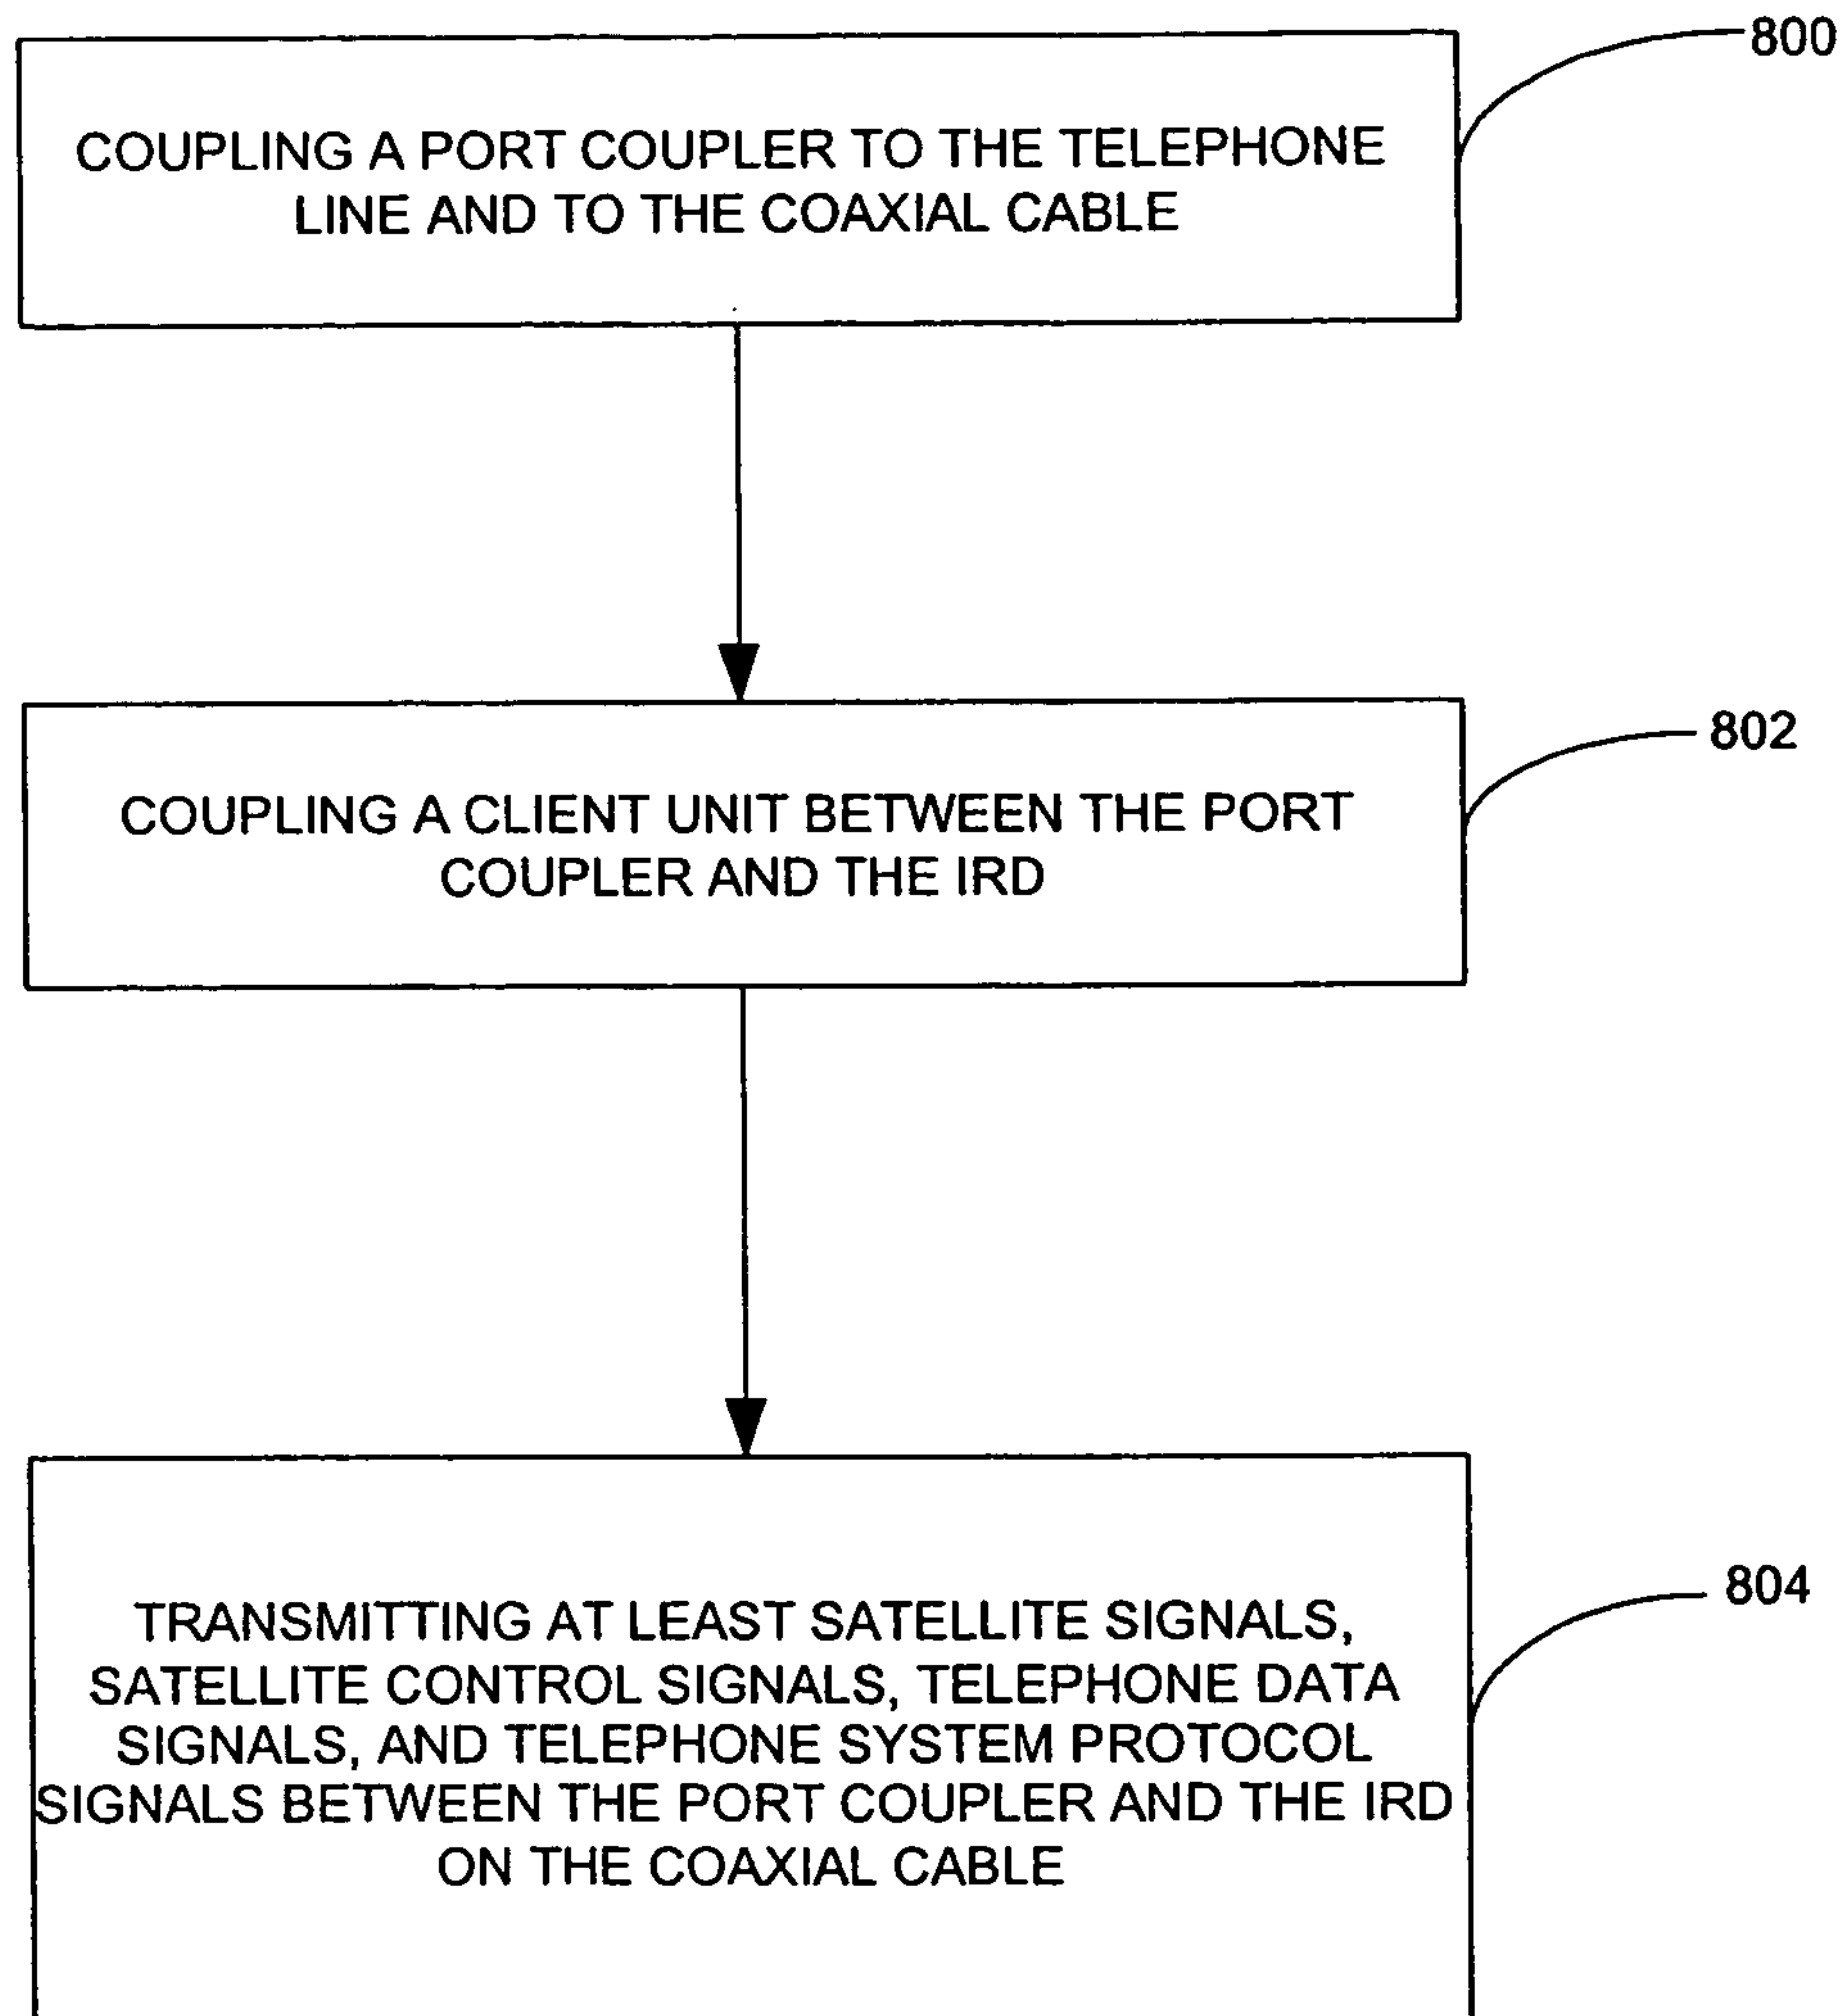 800
COUPLING A PORT COUPLER TO THE TELEPHONE
LINE AND TO THE COAXIAL CABLE
802
COUPLING A CLIENT UNIT BETWEEN THE PORT
COUPLER AND THE IRD
804
TRANSMITTING AT LEAST SATELLITE SIGNALS,
SATELLITE CONTROL SIGNALS, TELEPHONE DATA
SIGNALS, AND TELEPHONE SYSTEM PROTOCOL
SIGNALS BETWEEN THE PORT COUPLER AND THE IRD
ON THE COAXIAL CABLE